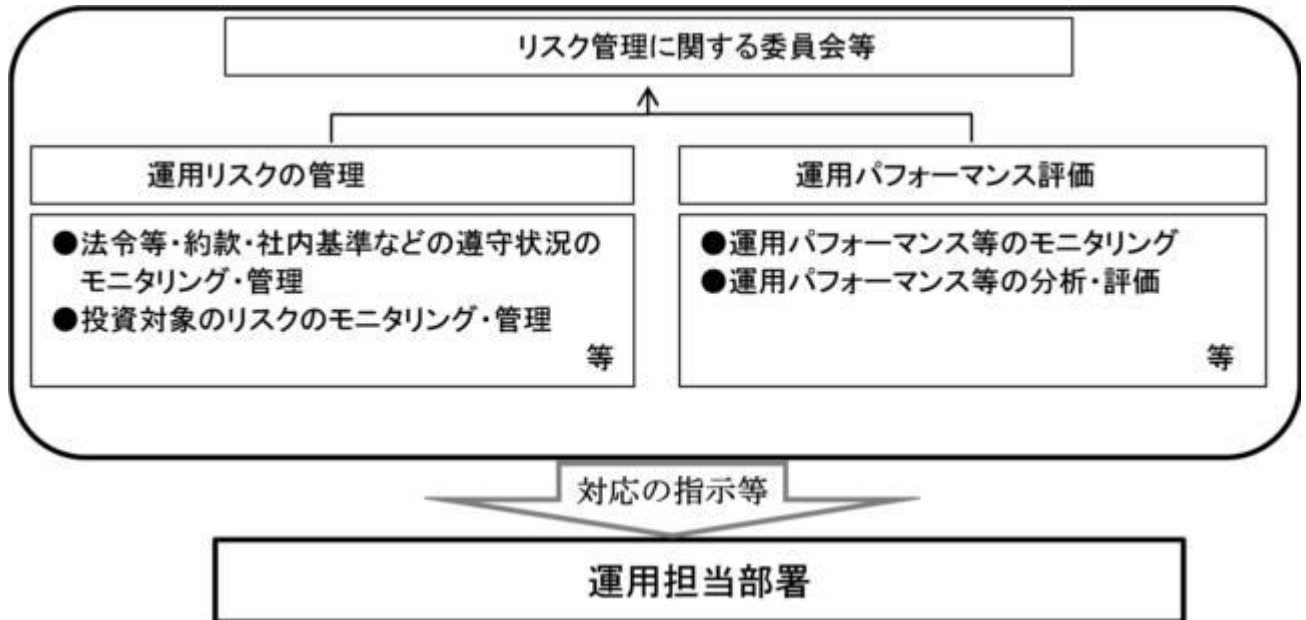 リスク管理に関する委員会等
運用リスクの管理
●法令等・約款・社内基準などの遵守状況の
モニタリング・管理
●投資対象のリスクのモニタリング・管理
等
運用パフォーマンス評価
●運用パフォーマンス等のモニタリング
●運用パフォーマンス等の分析・評価
等
対応の指示等
運用担当部署